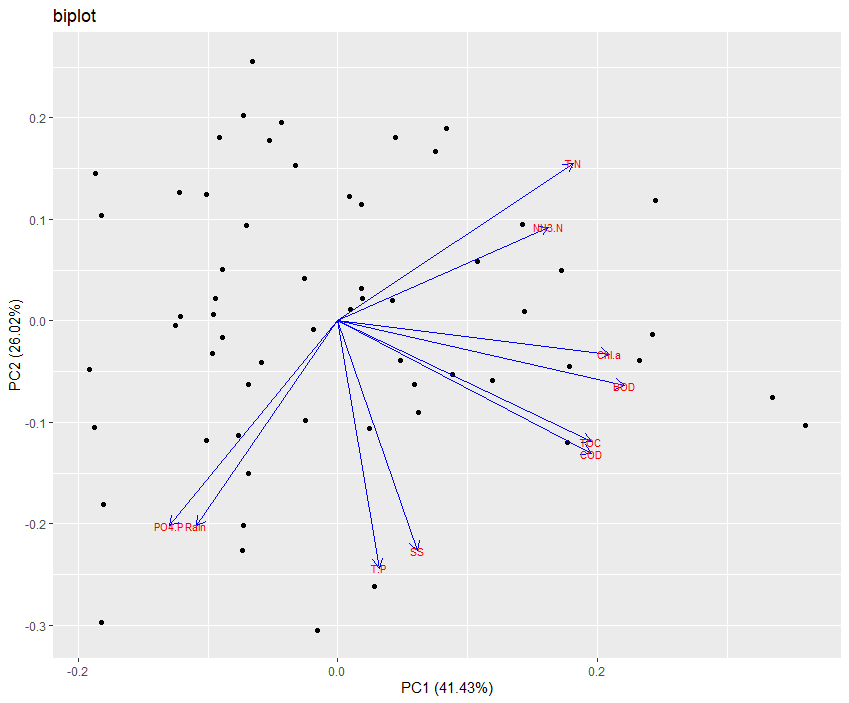 biplot
0.2
T.N
NH3.N
0.1
0.0
Chl.a
BOD
PC2 (26.02%)
-0.1
TOC
COD
-0.2
PO4.P Rain
SS
T.P
-0.3
-0.2 0.0 0.2
PC1 (41.43%)